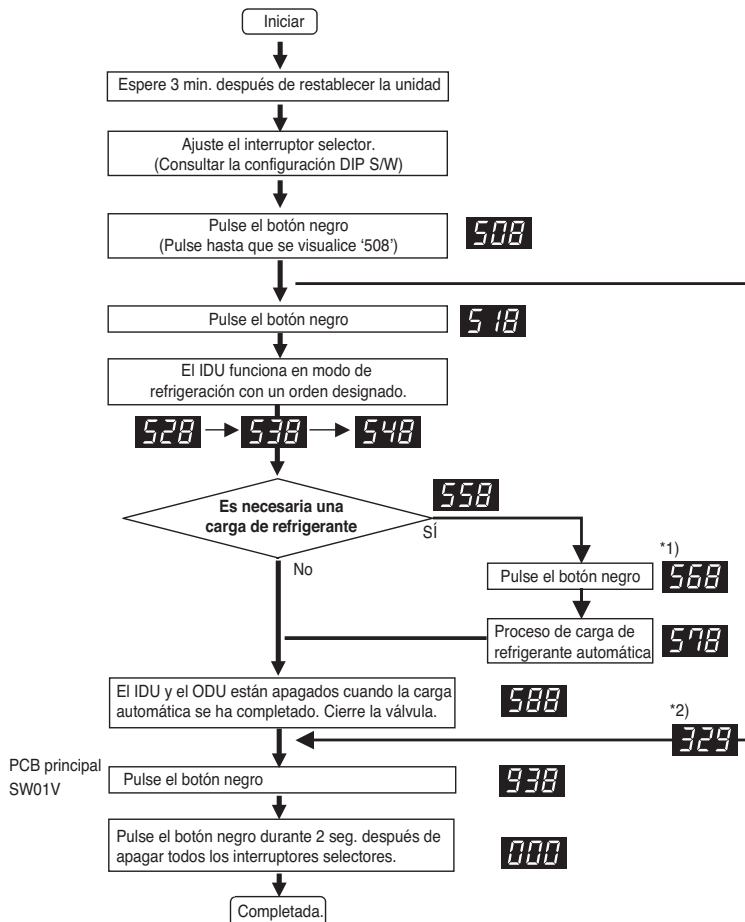 Iniciar
Espere 3 min. después de restablecer la unidad
Ajuste el interruptor selector.
(Consultar la configuración DIP S/W)
Pulse el botón negro
(Pulse hasta que se visualice ‘508’)
508
Pulse el botón negro
518
El IDU funciona en modo de
refrigeración con un orden designado.
528
538
548
558
Es necesaria una
carga de refrigerante
SÍ
No
*1)
Pulse el botón negro
568
Proceso de carga de
refrigerante automática
578
El IDU y el ODU están apagados cuando la carga
automática se ha completado. Cierre la válvula.
588
*2)
329
PCB principal
SW01V
Pulse el botón negro
938
Pulse el botón negro durante 2 seg. después de
apagar todos los interruptores selectores.
000
Completada.